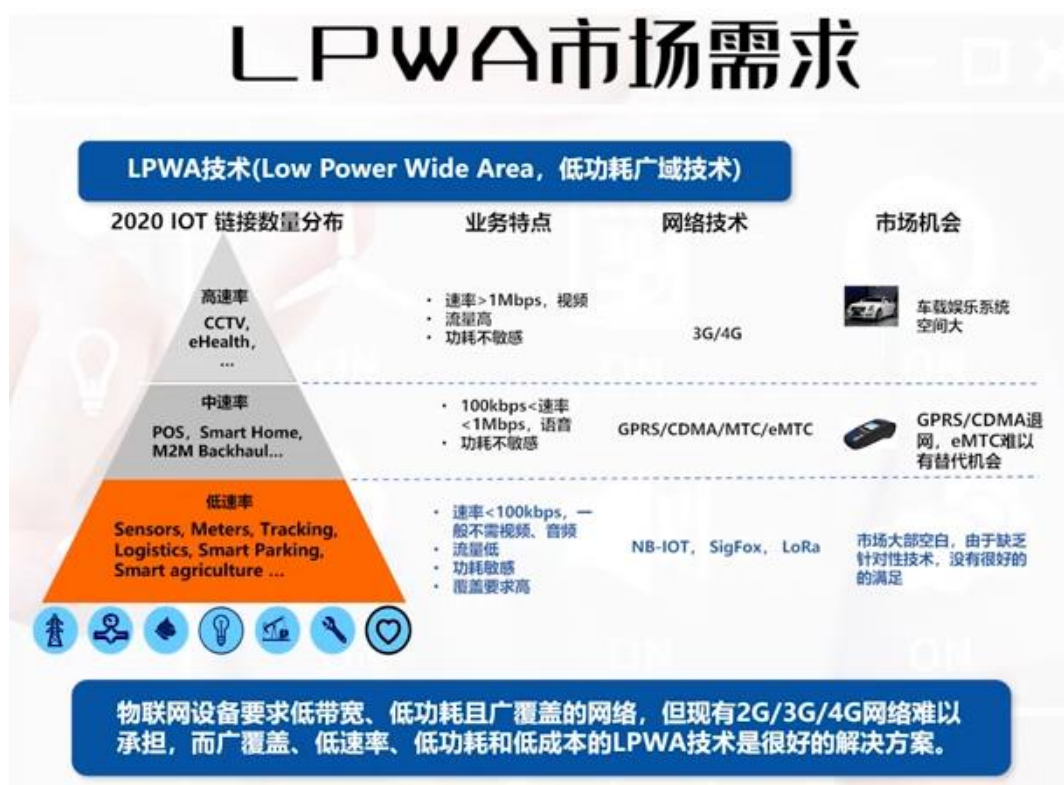 LPWA市场需求
LPWA技术(Low Power Wide Area，低功耗广域技术)
2020 IOT 链接数量分布
业务特点
网络技术
市场机会
高速率
CCTV,
eHealth，
...
• 速率>1Mbps，视频
• 流量高
• 功耗不敏感
3G/4G
车载娱乐系统
空间大
中速率
POS，Smart Home,
M2M Backhaul...
• 100kbps<速率
<1Mbps，语音
• 功耗不敏感
GPRS/CDMA/MTC/eMTC
GPRS/CDMA退
网，eMTC难以
有替代机会
低速率
Sensors, Meters, Tracking,
Logistics, Smart Parking,
Smart agriculture ...
• 速率<100kbps，一
般不需视频、音频
• 流量低
• 功耗敏感
• 覆盖要求高
NB-IOT，SigFox，LoRa
市场大部空白，由于缺乏
针对性技术，没有很好的
的满足
物联网设备要求低带宽、低功耗且广覆盖的网络，但现有2G/3G/4G网络难以
承担，而广覆盖、低速率、低功耗和低成本的LPWA技术是很好的解决方案。
ON
ON